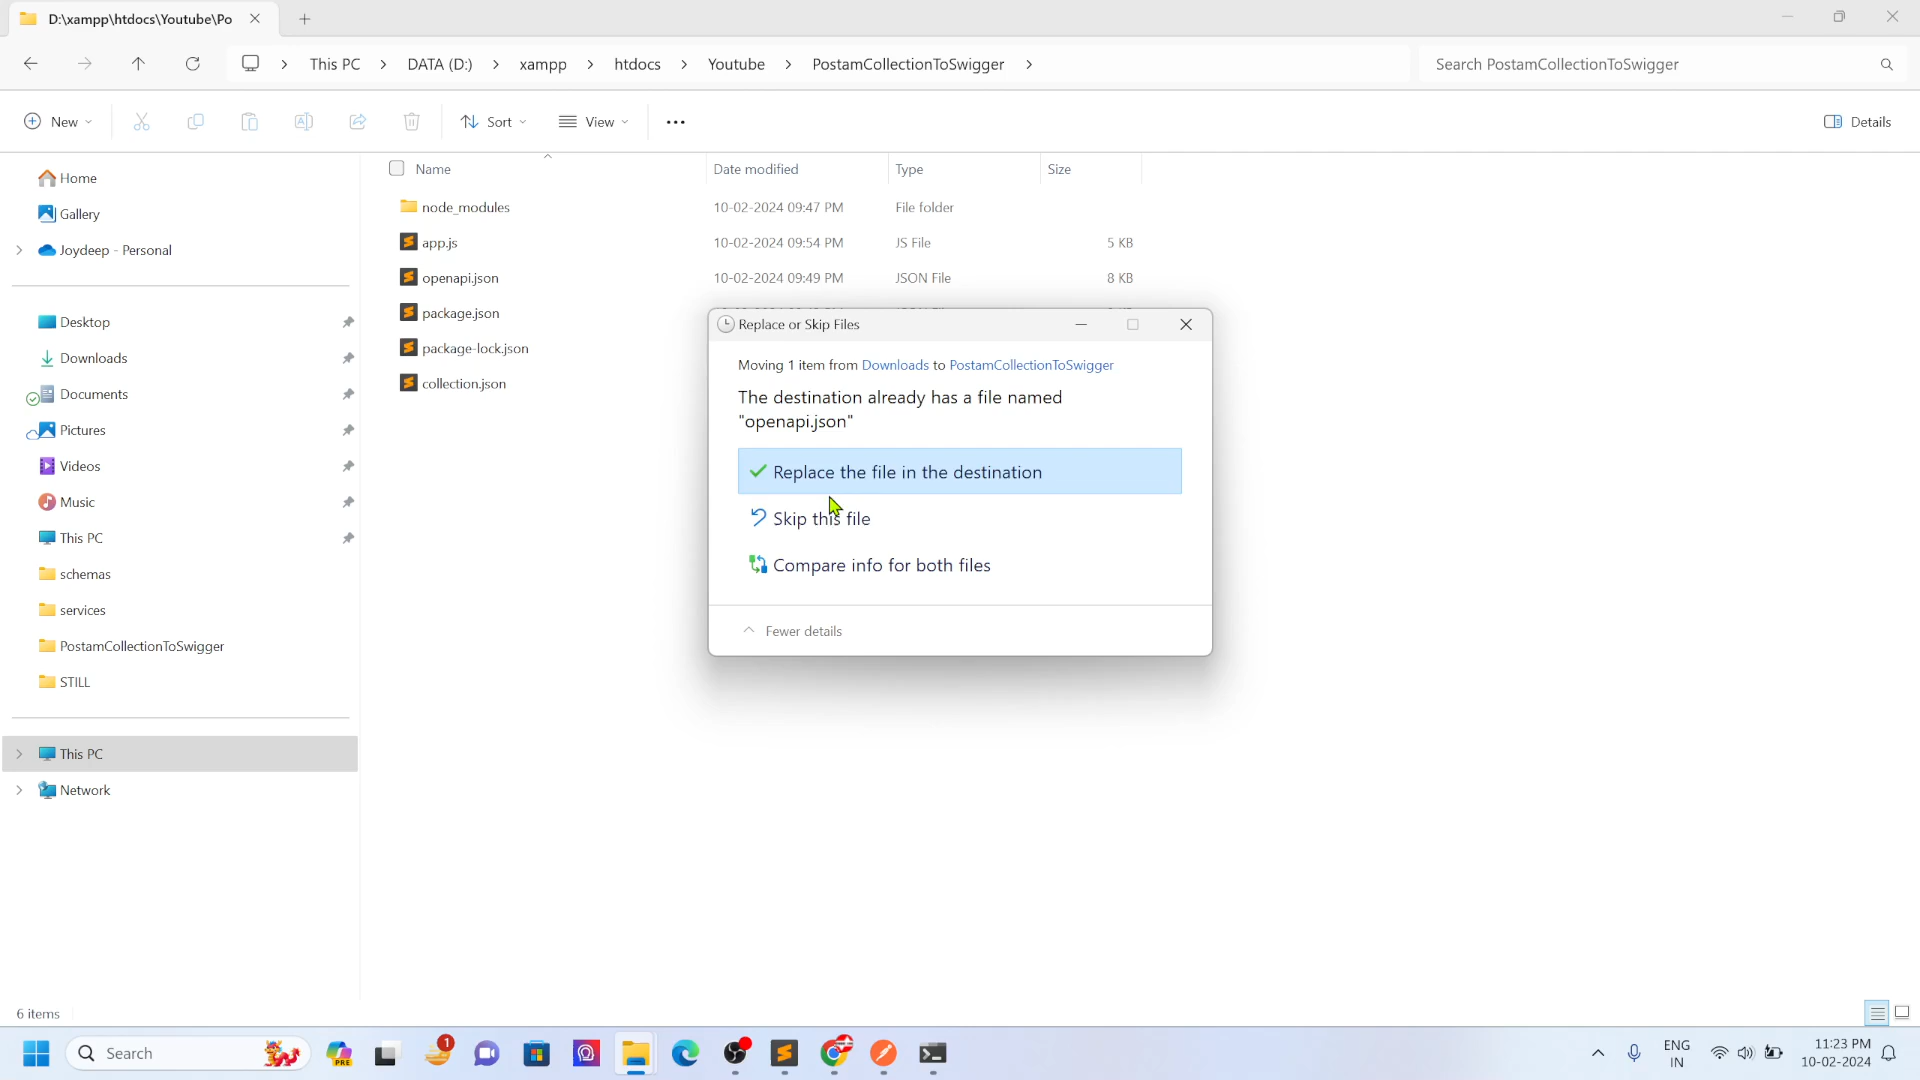 D:\xampp\htdocs\Youtube\Po
This PC
DATA (D:)
xampp
htdocs
Youtube
PostamCollectionToSwigger
Search PostamCollectionToSwigger
New
Sort
View
Details
Name
Date modified
Type
Size
Home
Gallery
Joydeep - Personal
Desktop
Downloads
Documents
Pictures
Videos
Music
This PC
schemas
services
PostamCollectionToSwigger
STILL
This PC
Network
node_modules 10-02-2024 09:47 PM File folder
app.js 10-02-2024 09:54 PM JS File 5 KB
openapi.json 10-02-2024 09:49 PM JSON File 8 KB
package.json
package-lock.json
collection.json
Replace or Skip Files
Moving 1 item from Downloads to PostamCollectionToSwigger
The destination already has a file named
"openapi.json"
Replace the file in the destination
Skip this file
Compare info for both files
Fewer details
6 items
Search
PRE
1
ENG
IN
11:23 PM
10-02-2024